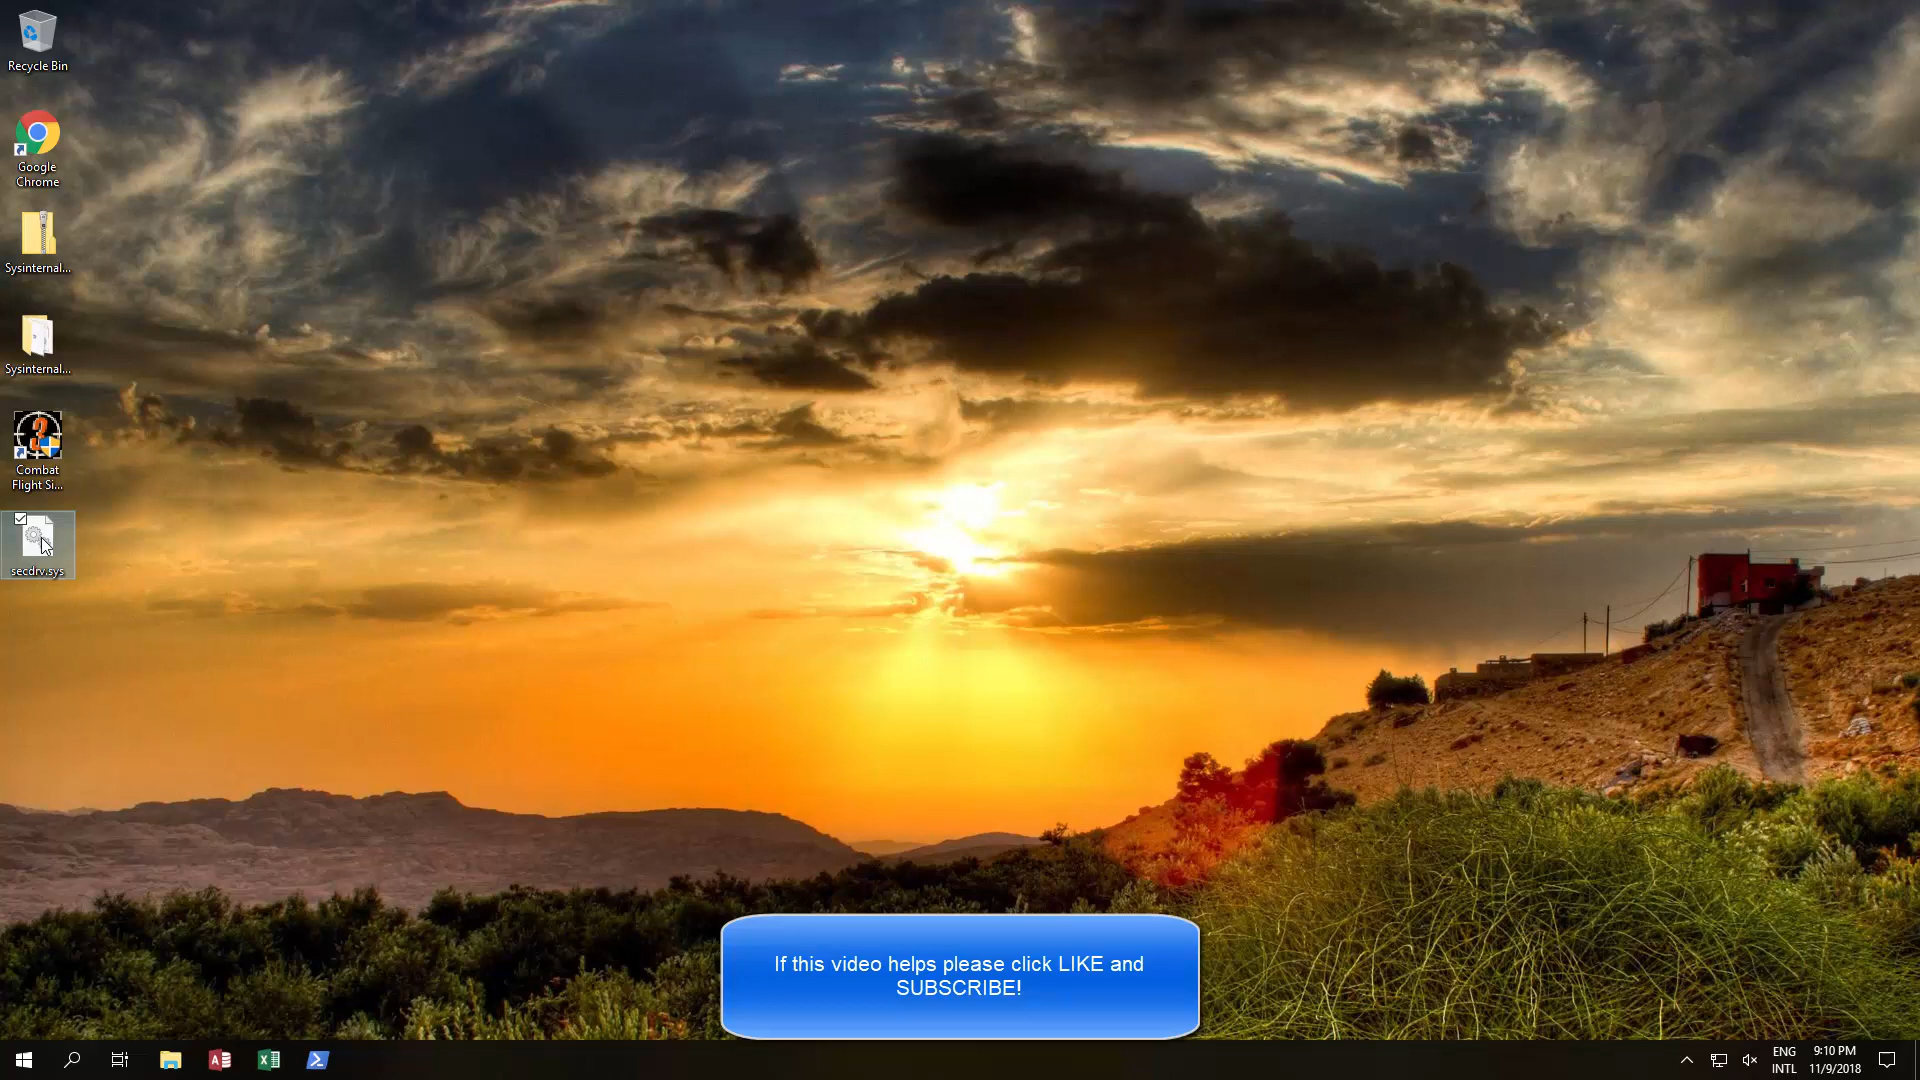 Recycle Bin
Google
Chrome
Sysinternal...
Sysinternal...
3
Combat
Flight Si...
secdrv.sys
If this video helps please click LIKE and
SUBSCRIBE!
ENG
INTL
9:10 PM
11/9/2018